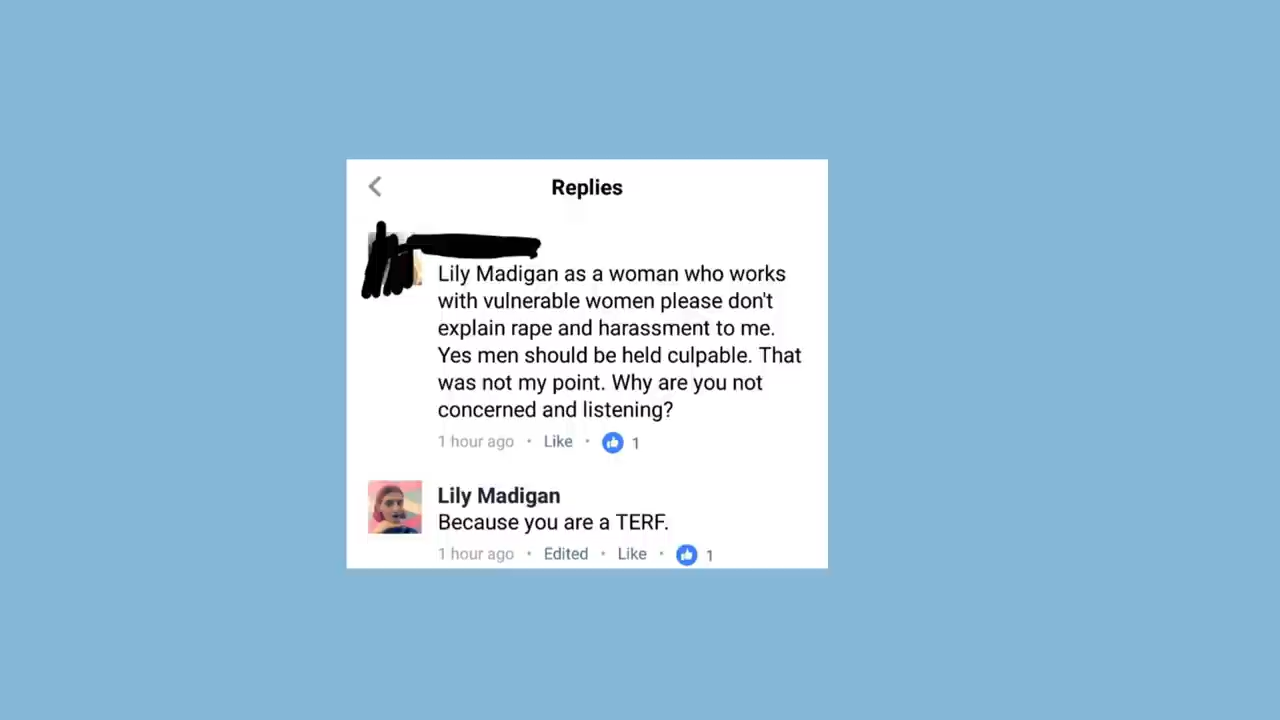 Replies
Lily Madigan as a woman who works
with vulnerable women please don't
explain rape and harassment to me.
Yes men should be held culpable. That
was not my point. Why are you not
concerned and listening?
1 hour ago • Like • 1
Lily Madigan
Because you are a TERF.
1 hour ago • Edited • Like • 1